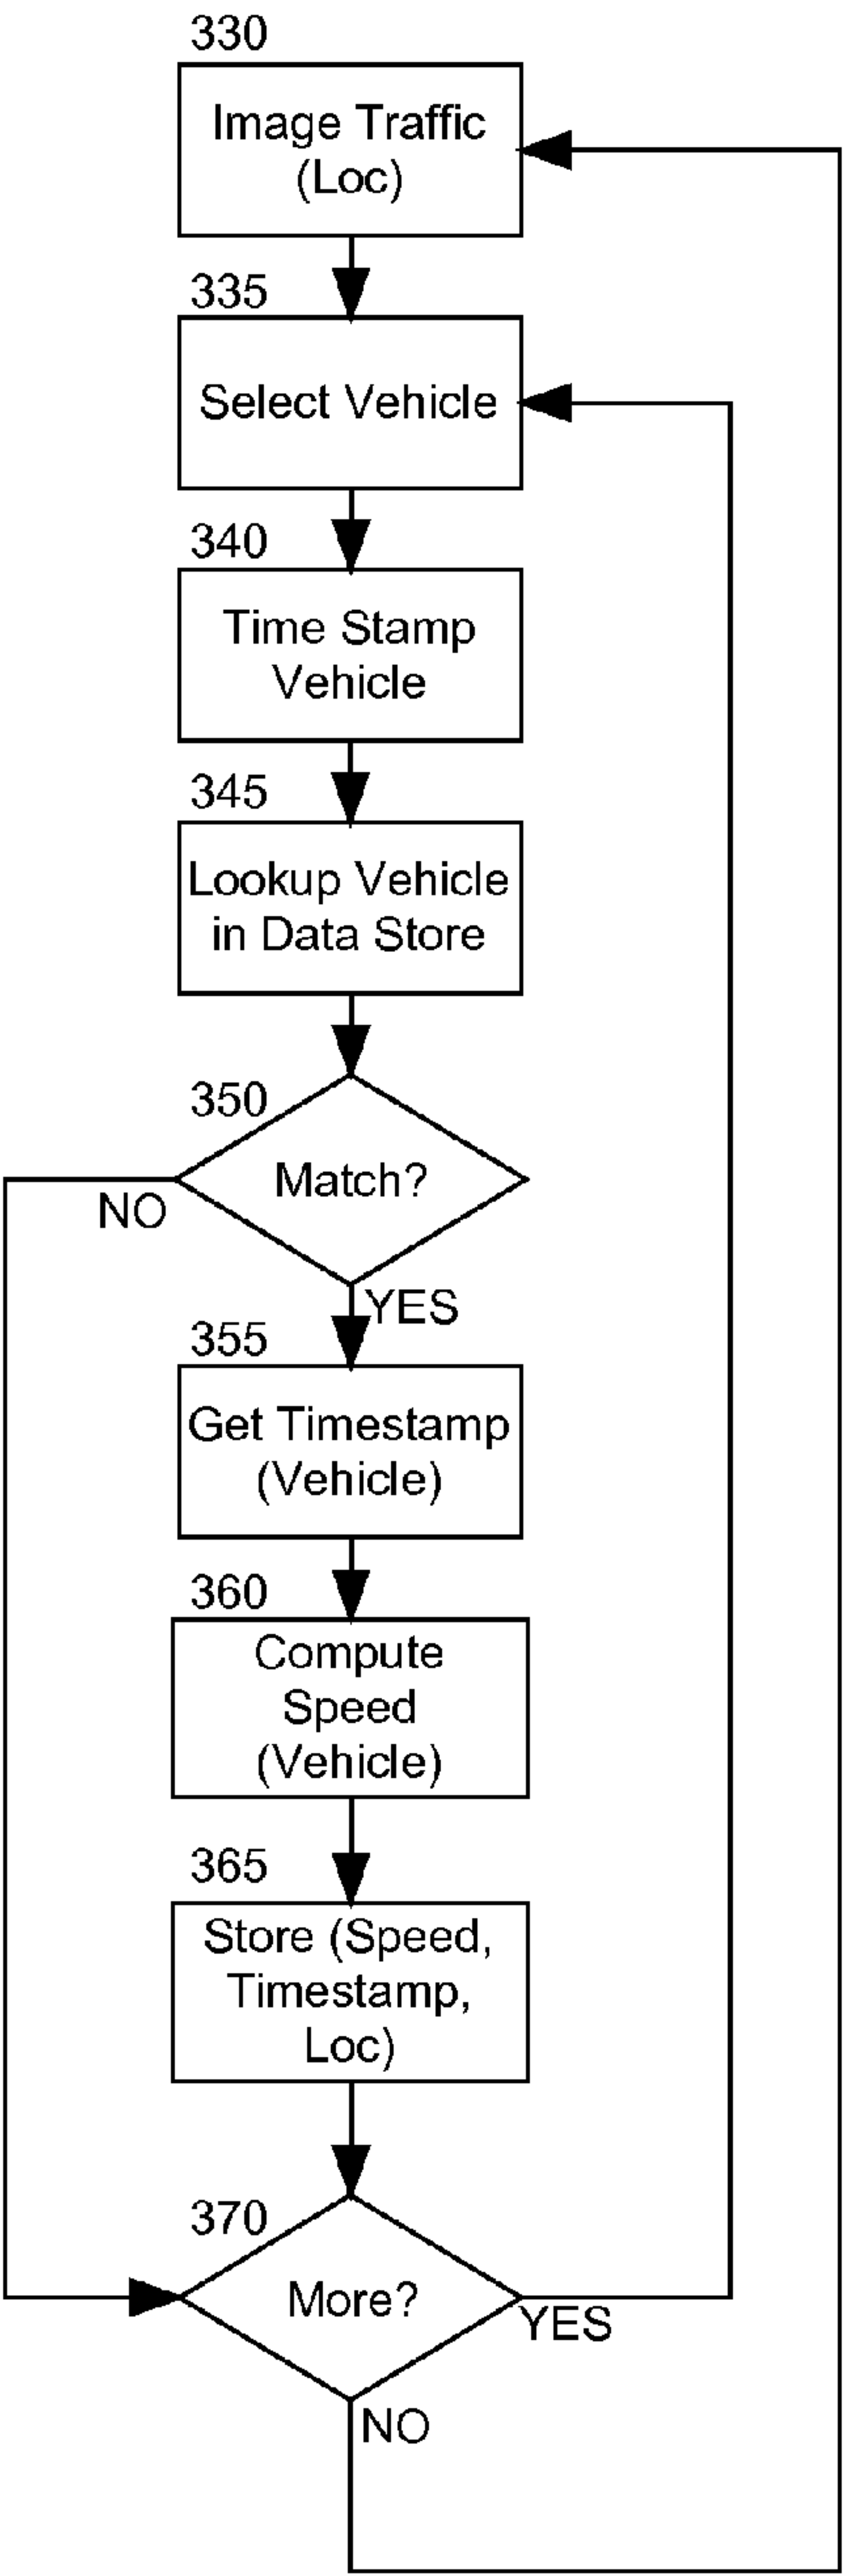 330
Image Traffic
(Loc)
335
Select Vehicle
340
Time Stamp
Vehicle
345
Lookup Vehicle
in Data Store
350
Match?
NO
YES
355
Get Timestamp
(Vehicle)
360
Compute
Speed
(Vehicle)
365
Store (Speed,
Timestamp,
Loc)
370
More?
YES
NO